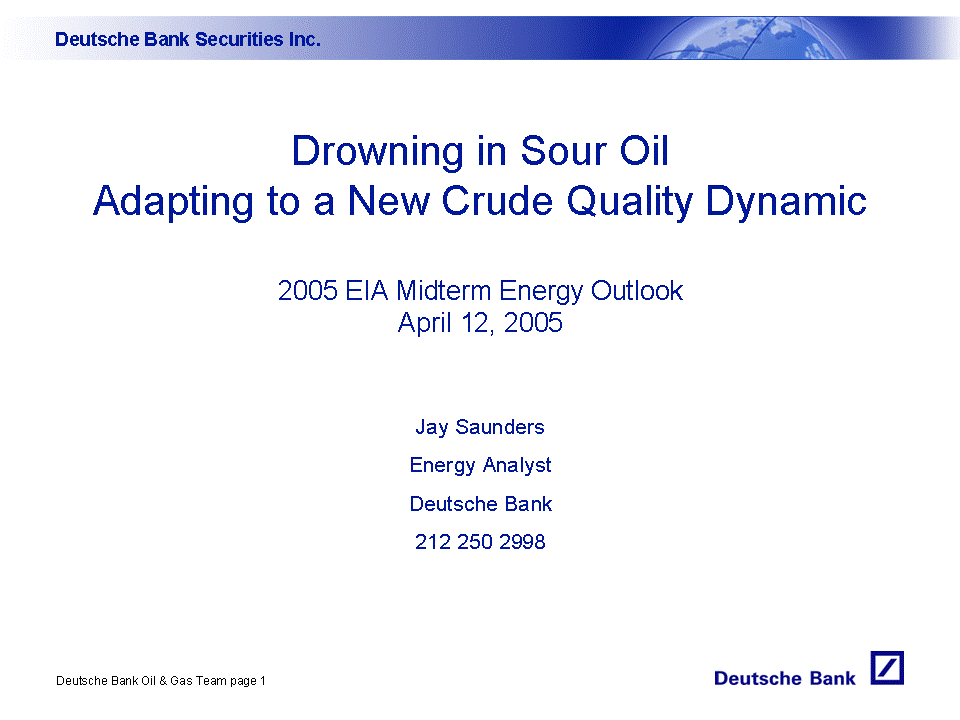 Deutsche Bank Securities Inc.
Drowning in Sour Oil
Adapting to a New Crude Quality Dynamic
2005 EIA Midterm Energy Outlook
April 12, 2005
Jay Saunders
Energy Analyst
Deutsche Bank
212 250 2998
Deutsche Bank Oil & Gas Team page 1
Deutsche Bank